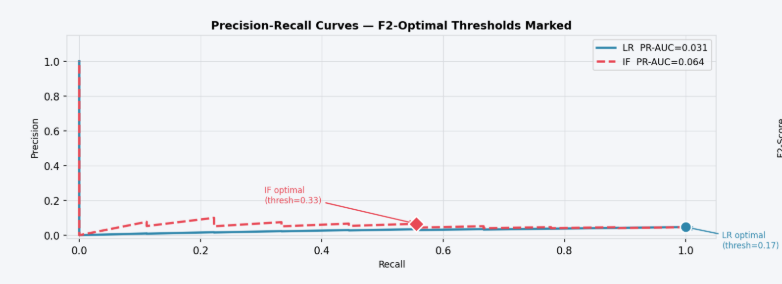 Precision-Recall Curves — F2-Optimal Thresholds Marked
LR  PR-AUC=0.031
IF  PR-AUC=0.064
1.0
0.8
0.6
0.4
0.2
0.0
Precision
IF optimal
(thresh=0.33)
LR optimal
(thresh=0.17)
0.0 0.2 0.4 0.6 0.8 1.0
Recall
F2-Score